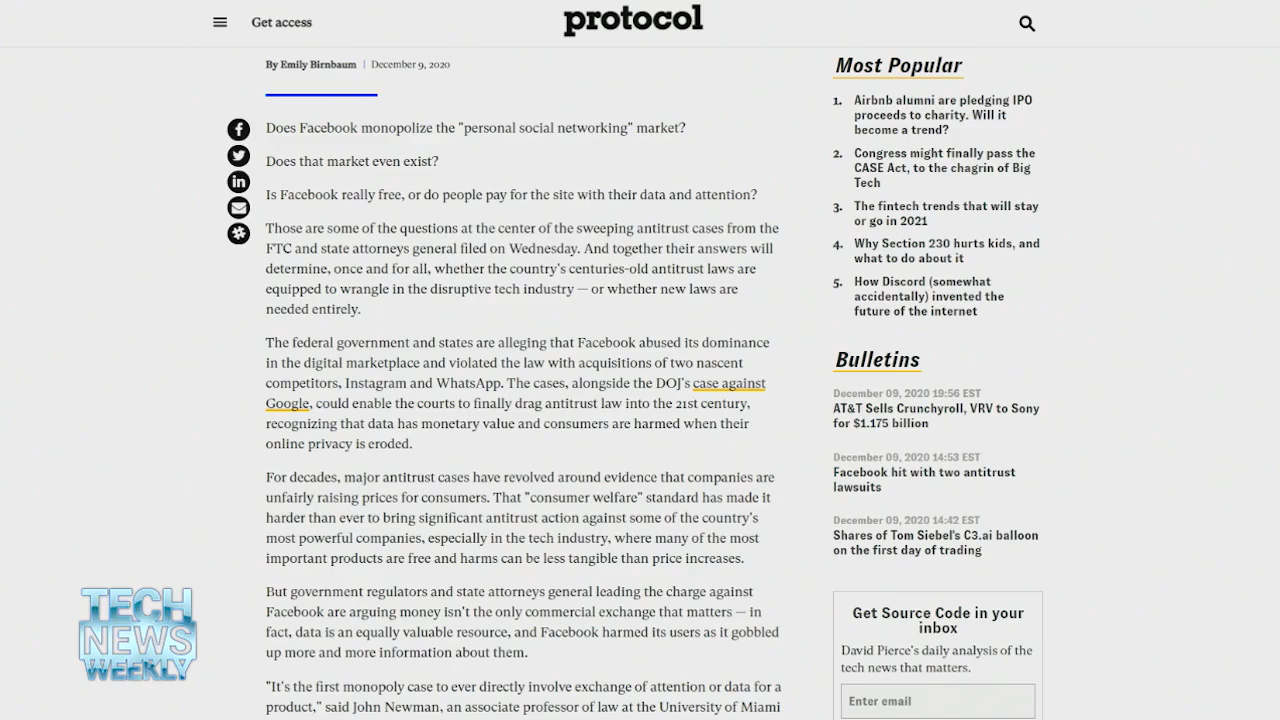 Get access
protocol
By Emily Birnbaum | December 9, 2020
Does Facebook monopolize the "personal social networking" market?
Does that market even exist?
Is Facebook really free, or do people pay for the site with their data and attention?
Those are some of the questions at the center of the sweeping antitrust cases from the
FTC and state attorneys general filed on Wednesday. And together their answers will
determine, once and for all, whether the country's centuries-old antitrust laws are
equipped to wrangle in the disruptive tech industry — or whether new laws are
needed entirely.
The federal government and states are alleging that Facebook abused its dominance
in the digital marketplace and violated the law with acquisitions of two nascent
competitors, Instagram and WhatsApp. The cases, alongside the DOJ's case against
Google, could enable the courts to finally drag antitrust law into the 21st century,
recognizing that data has monetary value and consumers are harmed when their
online privacy is eroded.
For decades, major antitrust cases have revolved around evidence that companies are
unfairly raising prices for consumers. That "consumer welfare" standard has made it
harder than ever to bring significant antitrust action against some of the country's
most powerful companies, especially in the tech industry, where many of the most
important products are free and harms can be less tangible than price increases.
But government regulators and state attorneys general leading the charge against
Facebook are arguing money isn't the only commercial exchange that matters — in
fact, data is an equally valuable resource, and Facebook harmed its users as it gobbled
up more and more information about them.
"It's the first monopoly case to ever directly involve exchange of attention or data for a
product," said John Newman, an associate professor of law at the University of Miami
Most Popular
1. Airbnb alumni are pledging IPO
proceeds to charity. Will it
become a trend?
2. Congress might finally pass the
CASE Act, to the chagrin of Big
Tech
3. The fintech trends that will stay
or go in 2021
4. Why Section 230 hurts kids, and
what to do about it
5. How Discord (somewhat
accidentally) invented the
future of the internet
Bulletins
December 09, 2020 19:56 EST
AT&T Sells Crunchyroll, VRV to Sony
for $1.175 billion
December 09, 2020 14:53 EST
Facebook hit with two antitrust
lawsuits
December 09, 2020 14:42 EST
Shares of Tom Siebel's C3.ai balloon
on the first day of trading
Get Source Code in your
inbox
David Pierce's daily analysis of the
tech news that matters.
Enter email
TECH
NEWS
WEEKLY